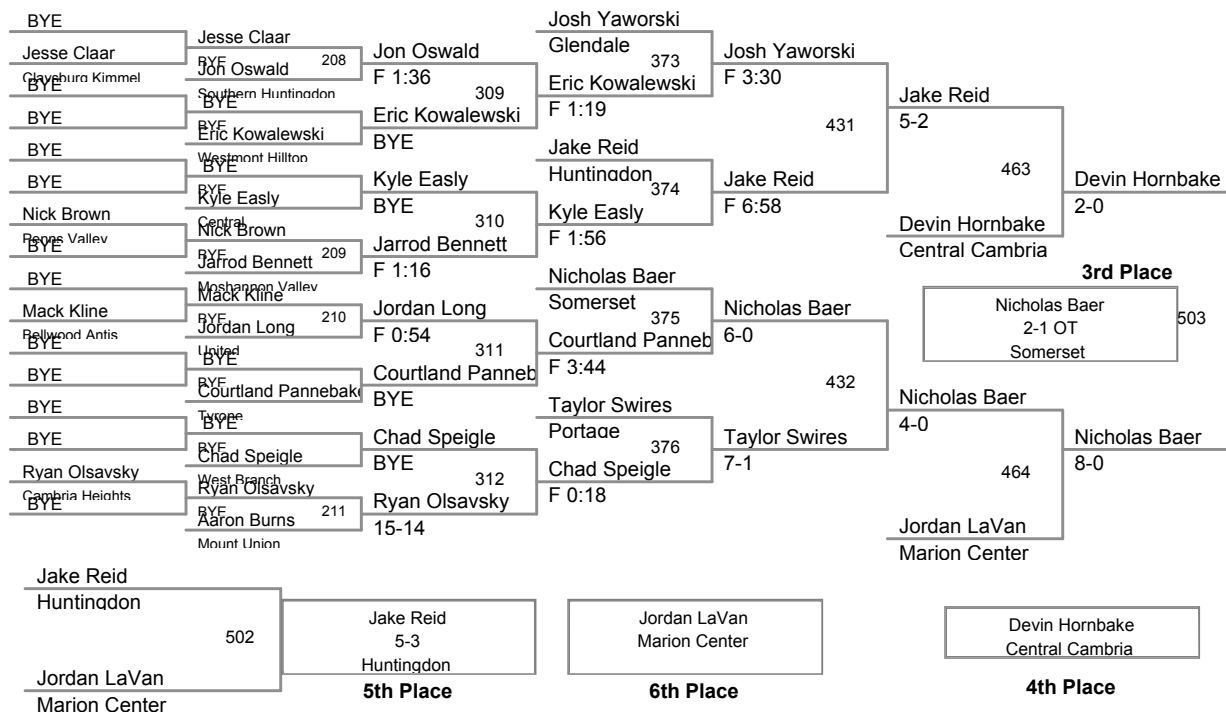 BYE
Jesse Claar
Claysburg Kimmel
BYE
BYE
BYE
BYE
Nick Brown
Penns Valley
BYE
BYE
Mack Kline
Bellwood Antis
BYE
BYE
BYE
BYE
Ryan Olsavsky
Cambria Heights
BYE
Jesse Claar
BYE
208
Jon Oswald
Southern Huntingdon
BYE
BYE
Eric Kowalewski
Westmont Hilltop
BYE
BYE
Kyle Easly
Central
Nick Brown
BYE
209
Jarrod Bennett
Moshannon Valley
Mack Kline
BYE
210
Jordan Long
United
BYE
BYE
Courtland Pannebake
Tyrone
BYE
BYE
Chad Speigle
West Branch
Ryan Olsavsky
BYE
211
Aaron Burns
Mount Union
Jon Oswald
F 1:36
309
Eric Kowalewski
BYE
Kyle Easly
BYE
310
Jarrod Bennett
F 1:16
Jordan Long
F 0:54
311
Courtland Panneb
BYE
Chad Speigle
BYE
312
Ryan Olsavsky
15-14
Josh Yaworski
Glendale
373
Eric Kowalewski
F 1:19
Jake Reid
Huntingdon
374
Kyle Easly
F 1:56
Nicholas Baer
Somerset
375
Courtland Panneb
F 3:44
Taylor Swires
Portage
376
Chad Speigle
F 0:18
Josh Yaworski
F 3:30
431
Jake Reid
F 6:58
Nicholas Baer
6-0
432
Taylor Swires
7-1
Jake Reid
5-2
463
Devin Hornbake
Central Cambria
Nicholas Baer
4-0
464
Jordan LaVan
Marion Center
Devin Hornbake
2-0
3rd Place
Nicholas Baer
2-1 OT
Somerset
503
Nicholas Baer
8-0
Jake Reid
Huntingdon
502
Jordan LaVan
Marion Center
Jake Reid
5-3
Huntingdon
5th Place
Jordan LaVan
Marion Center
6th Place
Devin Hornbake
Central Cambria
4th Place